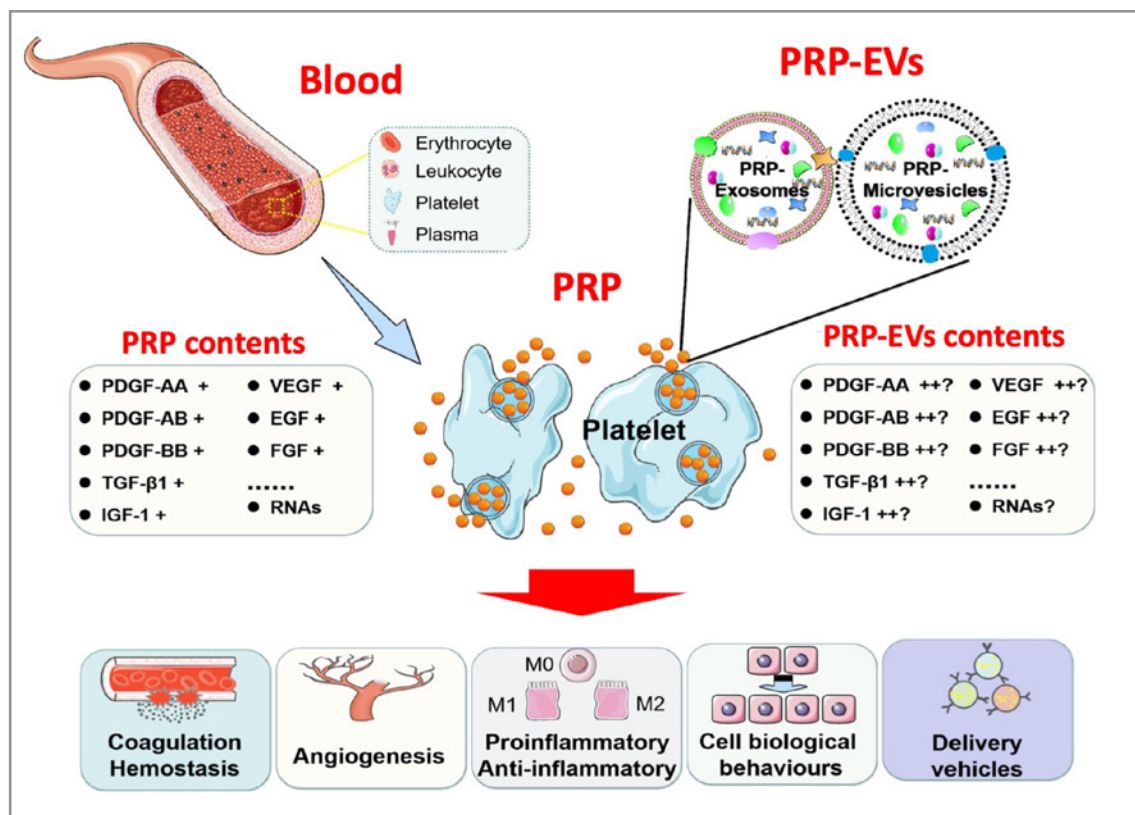 Blood
Erythrocyte
Leukocyte
Platelet
Plasma
PRP-EVs
PRP-
Exosomes
PRP-
Microvesicles
PRP
PRP contents
PDGF-AA +
PDGF-AB +
PDGF-BB +
TGF-β1 +
IGF-1 +
VEGF +
EGF +
FGF +
......
RNAs
Platelet
PRP-EVs contents
PDGF-AA ++?
PDGF-AB ++?
PDGF-BB ++?
TGF-β1 ++?
IGF-1 ++?
VEGF ++?
EGF ++?
FGF ++?
......
RNAs?
Coagulation
Hemostasis
Angiogenesis
M0
M1 M2
Proinflammatory
Anti-inflammatory
Cell biological
behaviours
Delivery
vehicles